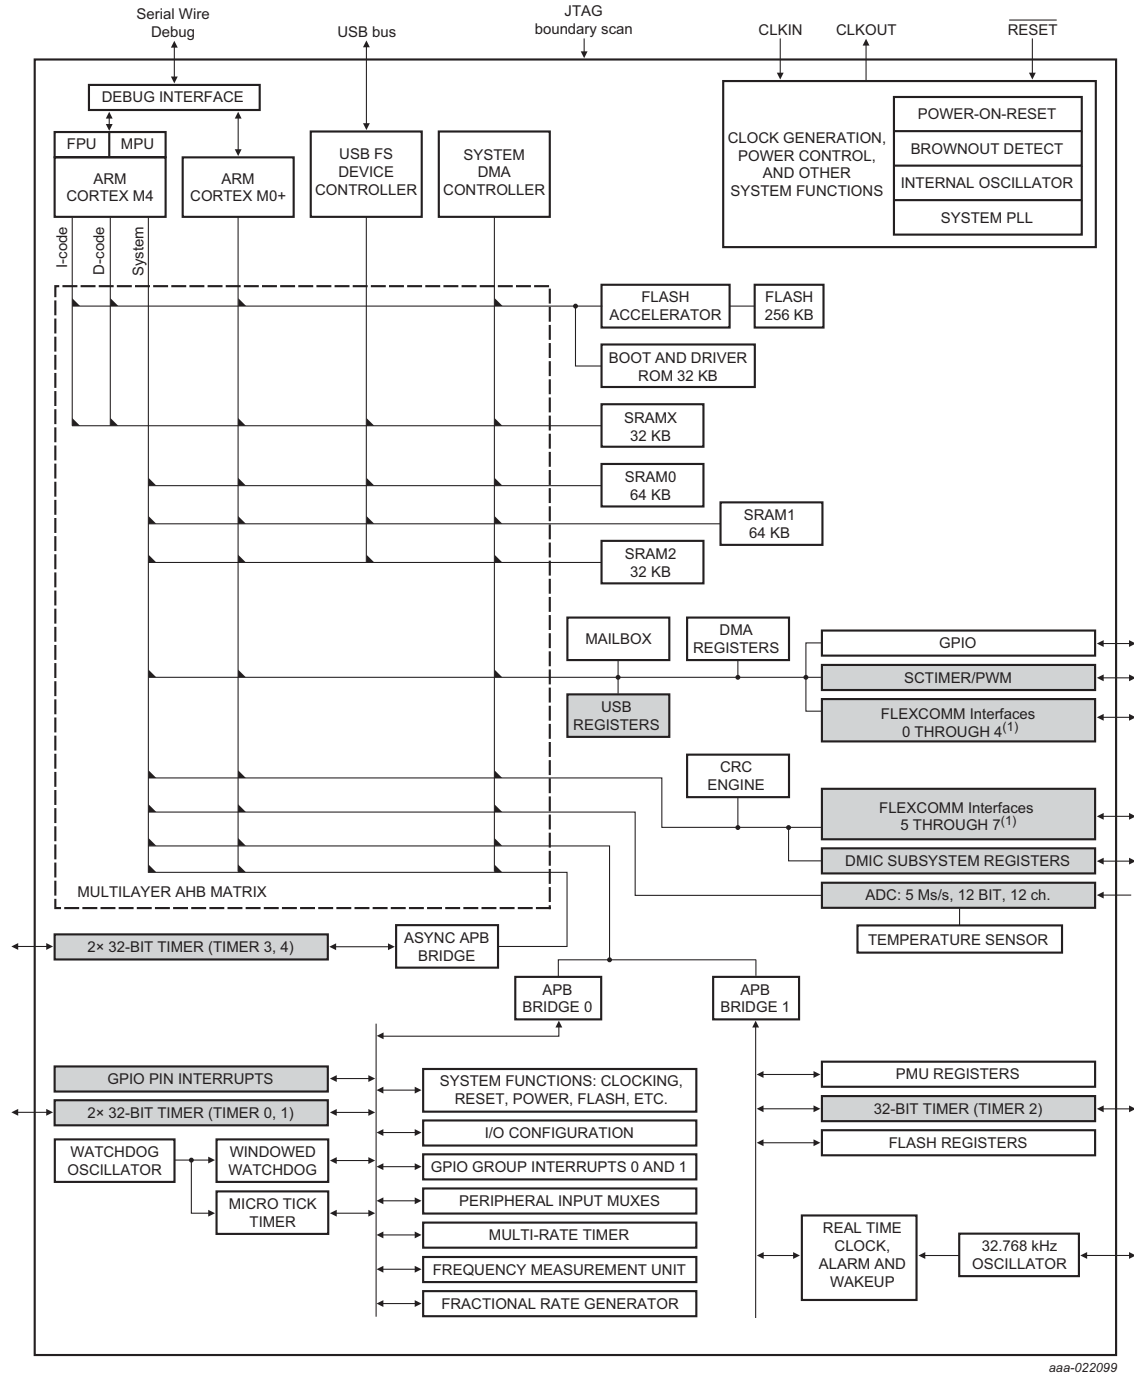 Serial Wire
Debug
USB bus
JTAG
boundary scan
CLKIN
CLKOUT
RESET
DEBUG INTERFACE
FPU
MPU
ARM
CORTEX M4
ARM
CORTEX M0+
USB FS
DEVICE
CONTROLLER
SYSTEM
DMA
CONTROLLER
CLOCK GENERATION,
POWER CONTROL,
AND OTHER
SYSTEM FUNCTIONS
POWER-ON-RESET
BROWNOUT DETECT
INTERNAL OSCILLATOR
SYSTEM PLL
I-code
D-code
System
FLASH
ACCELERATOR
FLASH
256 KB
BOOT AND DRIVER
ROM 32 KB
SRAMX
32 KB
SRAM0
64 KB
SRAM1
64 KB
SRAM2
32 KB
MAILBOX
DMA
REGISTERS
GPIO
SCTIMER/PWM
USB
REGISTERS
FLEXCOMM Interfaces
0 THROUGH 4(1)
CRC
ENGINE
FLEXCOMM Interfaces
5 THROUGH 7(1)
DMIC SUBSYSTEM REGISTERS
MULTILAYER AHB MATRIX
ADC: 5 Ms/s, 12 BIT, 12 ch.
TEMPERATURE SENSOR
2× 32-BIT TIMER (TIMER 3, 4)
ASYNC APB
BRIDGE
APB
BRIDGE 0
APB
BRIDGE 1
GPIO PIN INTERRUPTS
2× 32-BIT TIMER (TIMER 0, 1)
WATCHDOG
OSCILLATOR
WINDOWED
WATCHDOG
MICRO TICK
TIMER
SYSTEM FUNCTIONS: CLOCKING,
RESET, POWER, FLASH, ETC.
I/O CONFIGURATION
GPIO GROUP INTERRUPTS 0 AND 1
PERIPHERAL INPUT MUXES
MULTI-RATE TIMER
FREQUENCY MEASUREMENT UNIT
FRACTIONAL RATE GENERATOR
PMU REGISTERS
32-BIT TIMER (TIMER 2)
FLASH REGISTERS
REAL TIME
CLOCK,
ALARM AND
WAKEUP
32.768 kHz
OSCILLATOR
aaa-022099